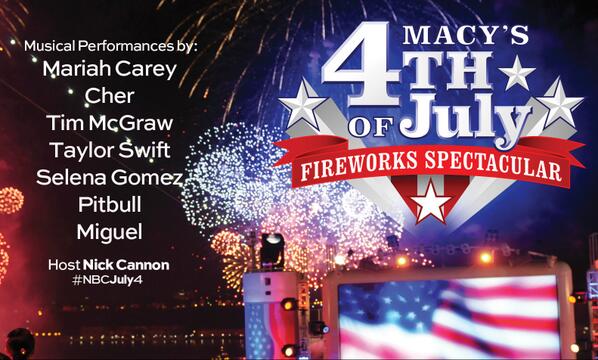 Musical Performances by:
Mariah Carey
Cher
Tim McGraw
Taylor Swift
Selena Gomez
Pitbull
Miguel
Host Nick Cannon
#NBCJuly4
MACY'S
4TH
OF July
FIREWORKS SPECTACULAR